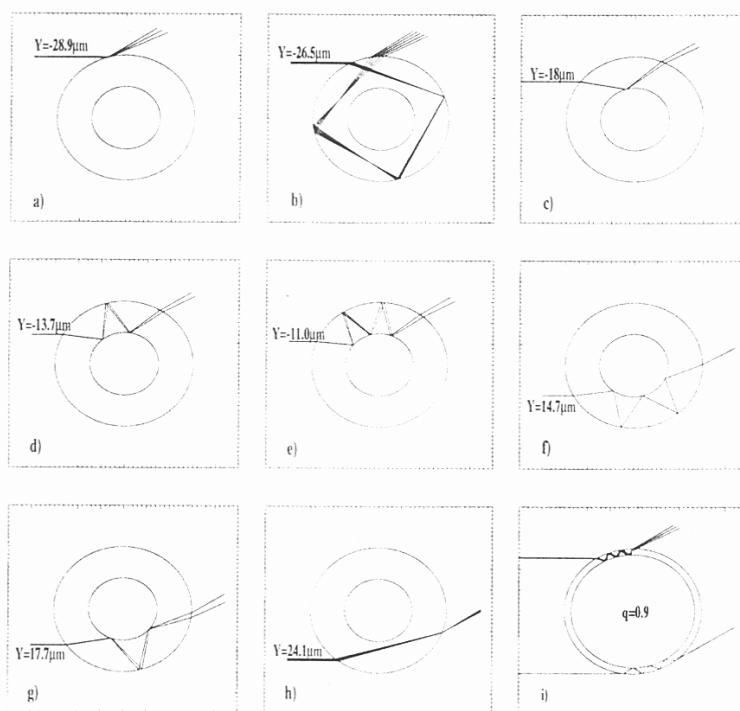 Y=-28.9μm
a)
Y=-26.5μm
b)
Y=-18μm
c)
Y=-13.7μm
d)
Y=-11.0μm
e)
Y=14.7μm
f)
Y=17.7μm
g)
Y=24.1μm
h)
q=0.9
i)